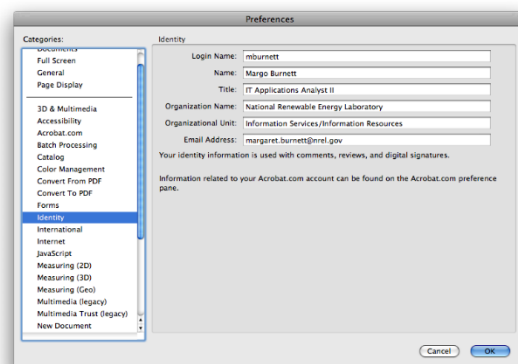 Preferences
Categories:
Documents
Full Screen
General
Page Display
3D & Multimedia
Accessibility
Acrobat.com
Batch Processing
Catalog
Color Management
Convert From PDF
Convert To PDF
Forms
Identity
International
Internet
JavaScript
Measuring (2D)
Measuring (3D)
Measuring (Geo)
Multimedia (legacy)
Multimedia Trust (legacy)
New Document
Identity
Login Name: mburnett
Name: Margo Burnett
Title: IT Applications Analyst II
Organization Name: National Renewable Energy Laboratory
Organizational Unit: Information Services/Information Resources
Email Address: margaret.burnett@nrel.gov
Your identity information is used with comments, reviews, and digital signatures.
Information related to your Acrobat.com account can be found on the Acrobat.com preference
pane.
Cancel OK